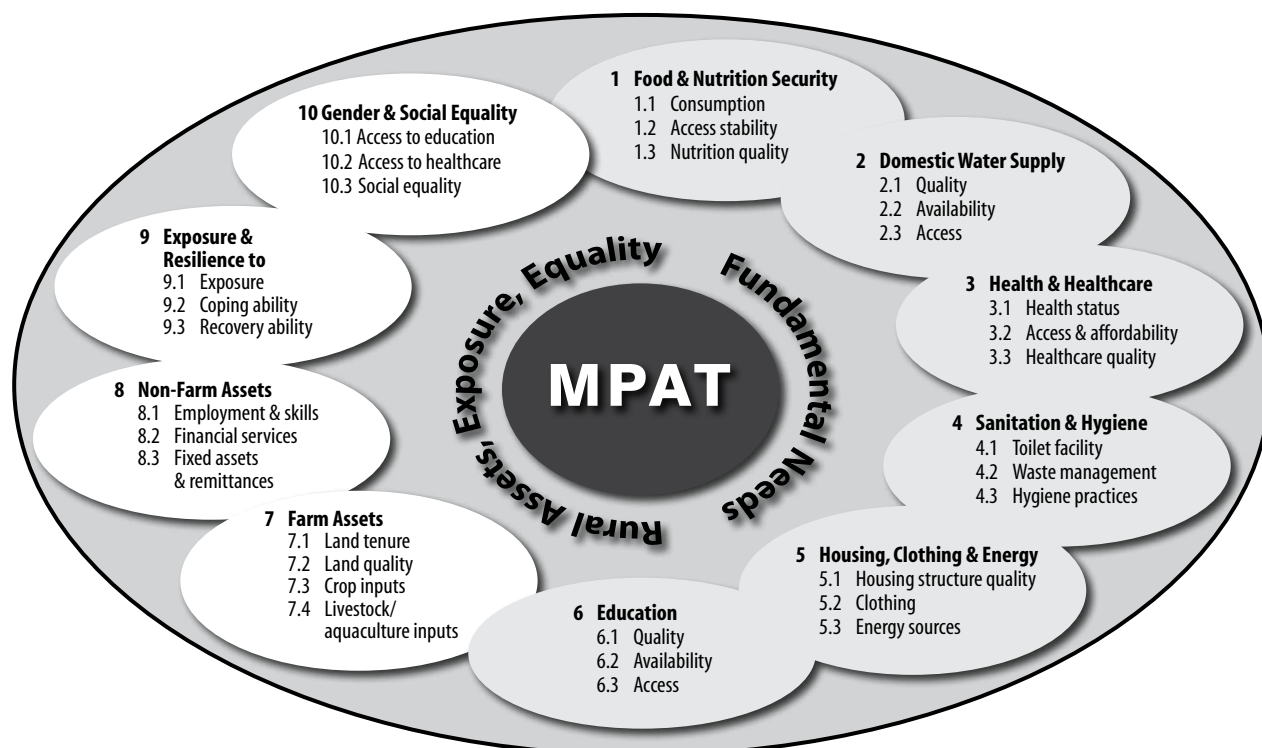 1 Food & Nutrition Security
1.1 Consumption
1.2 Access stability
1.3 Nutrition quality
2 Domestic Water Supply
2.1 Quality
2.2 Availability
2.3 Access
3 Health & Healthcare
3.1 Health status
3.2 Access & affordability
3.3 Healthcare quality
4 Sanitation & Hygiene
4.1 Toilet facility
4.2 Waste management
4.3 Hygiene practices
5 Housing, Clothing & Energy
5.1 Housing structure quality
5.2 Clothing
5.3 Energy sources
6 Education
6.1 Quality
6.2 Availability
6.3 Access
7 Farm Assets
7.1 Land tenure
7.2 Land quality
7.3 Crop inputs
7.4 Livestock/
aquaculture inputs
8 Non-Farm Assets
8.1 Employment & skills
8.2 Financial services
8.3 Fixed assets
& remittances
9 Exposure &
Resilience to
9.1 Exposure
9.2 Coping ability
9.3 Recovery ability
10 Gender & Social Equality
10.1 Access to education
10.2 Access to healthcare
10.3 Social equality
Rural Assets, Exposure, Equality
Fundamental Needs
MPAT